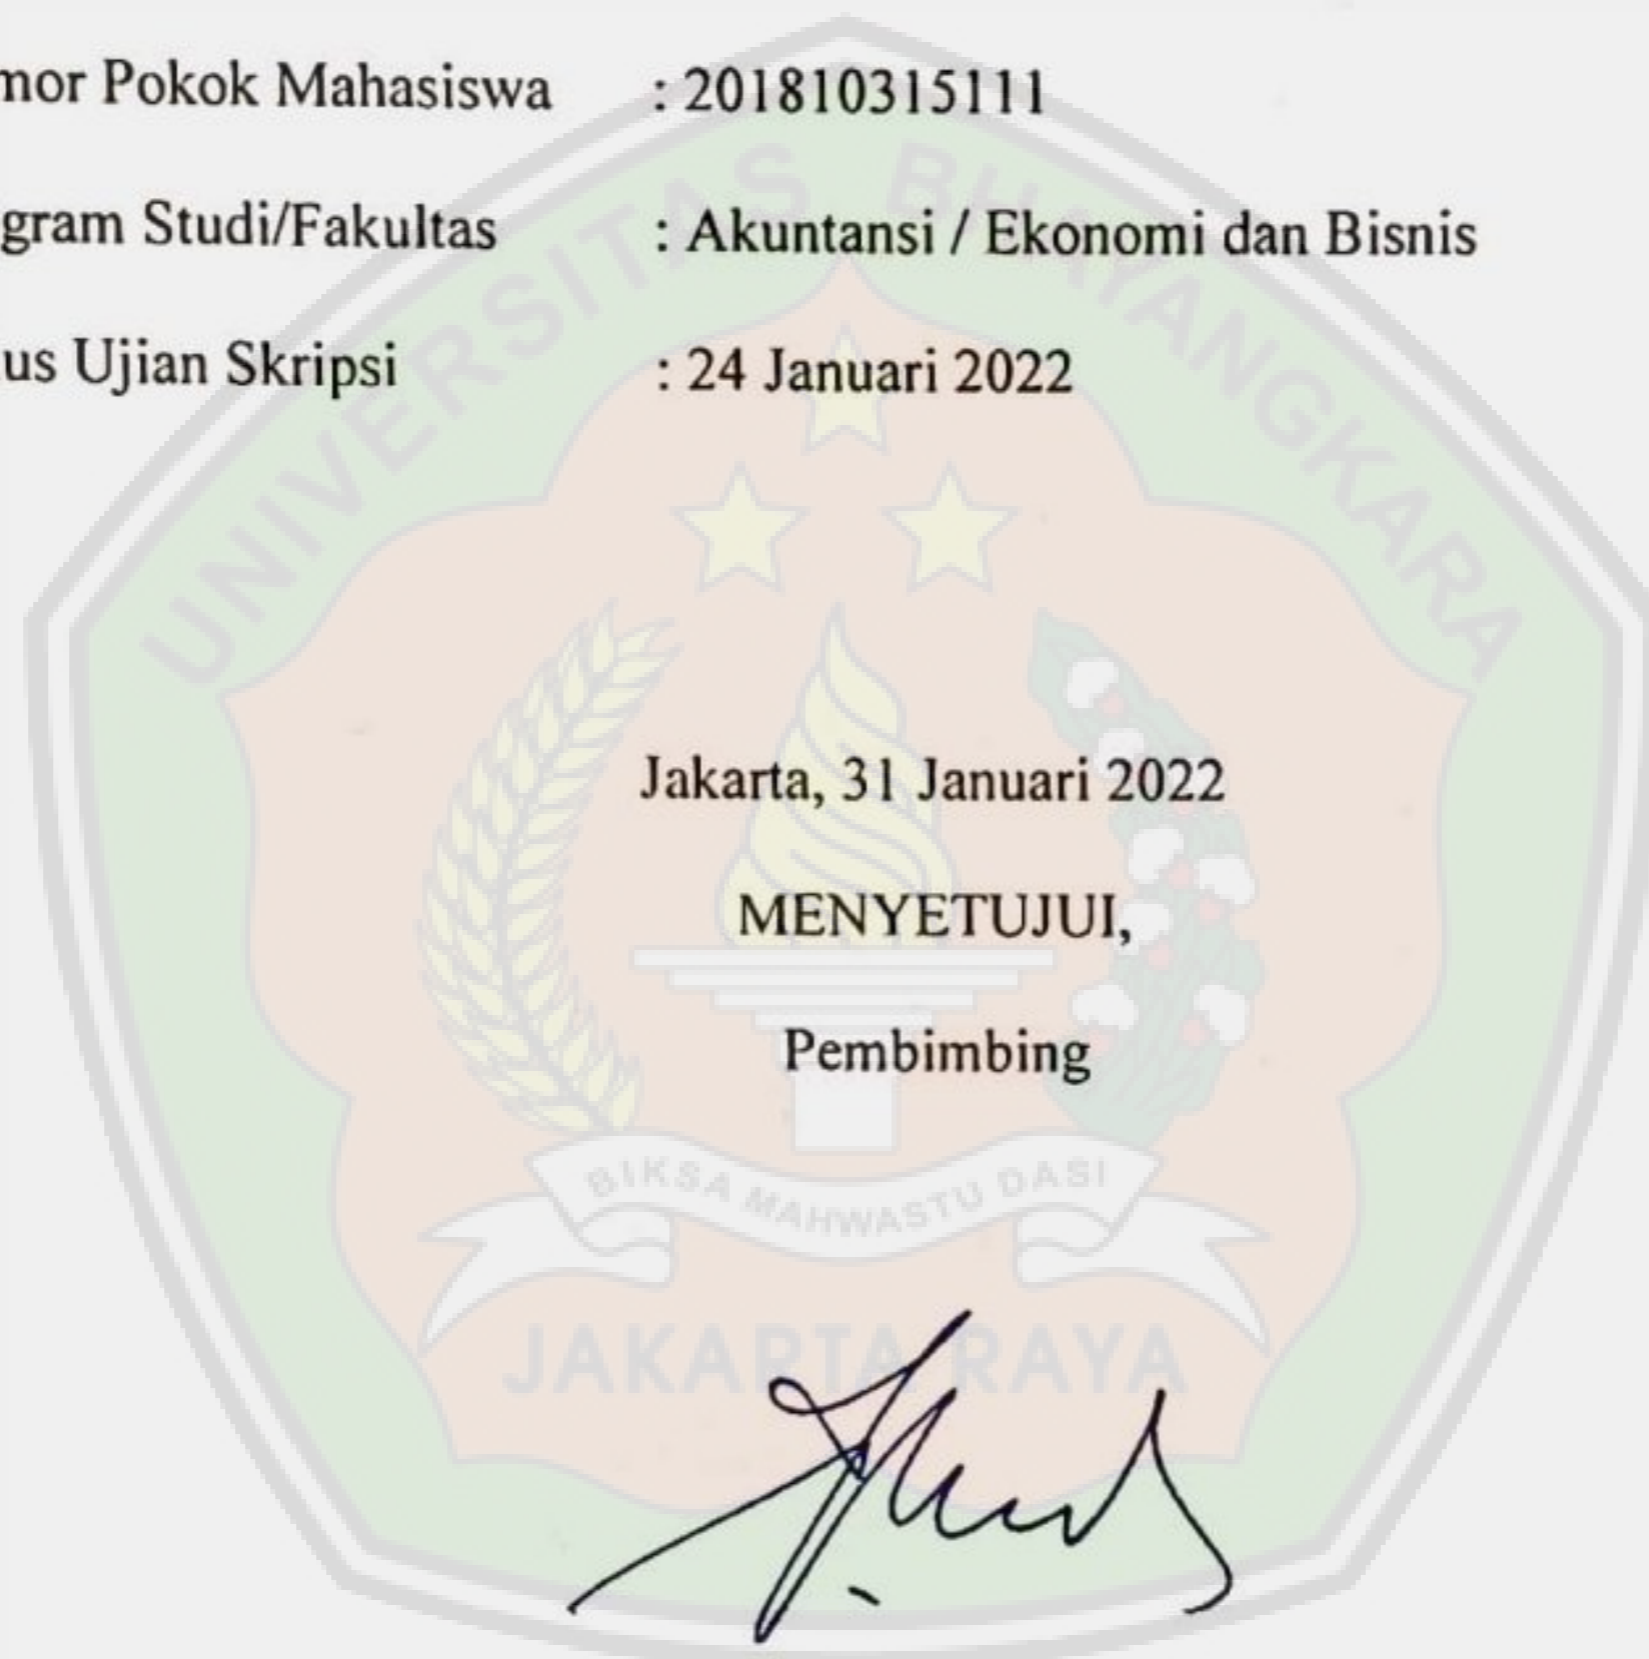 mor Pokok Mahasiswa : 201810315111
gram Studi/Fakultas : Akuntansi / Ekonomi dan Bisnis
us Ujian Skripsi : 24 Januari 2022
UNIVERSITAS BHAYANGKARA
Jakarta, 31 Januari 2022
MENYETUJUI,
Pembimbing
BIKSA MAHWASTU DASI
JAKARTA RAYA